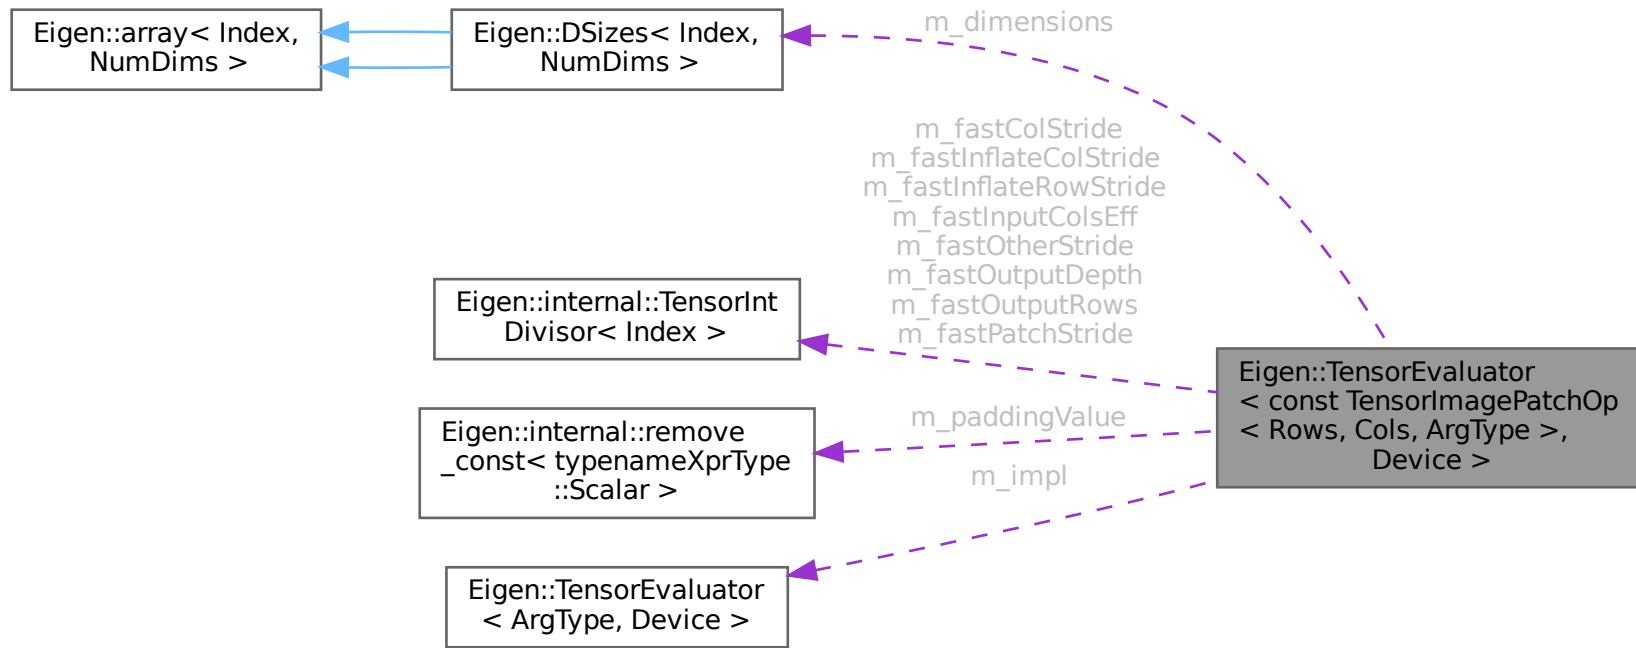 Eigen::array< Index,
NumDims >
Eigen::DSizes< Index,
NumDims >
m_dimensions
m_fastColStride
m_fastInflateColStride
m_fastInflateRowStride
m_fastInputColsEff
m_fastOtherStride
m_fastOutputDepth
m_fastOutputRows
m_fastPatchStride
Eigen::internal::TensorInt
Divisor< Index >
Eigen::TensorEvaluator
< const TensorImagePatchOp
< Rows, Cols, ArgType >,
Device >
m_paddingValue
Eigen::internal::remove
_const< typenameXprType
::Scalar >
m_impl
Eigen::TensorEvaluator
< ArgType, Device >